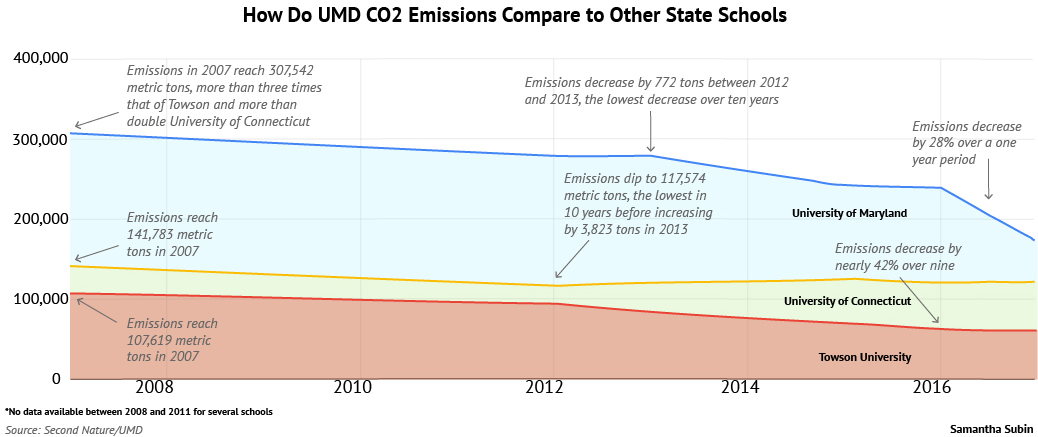 How Do UMD CO2 Emissions Compare to Other State Schools
400,000
300,000
200,000
100,000
0
Emissions in 2007 reach 307,542
metric tons, more than three times
that of Towson and more than
double University of Connecticut
Emissions decrease by 772 tons between 2012
and 2013, the lowest decrease over ten years
Emissions decrease
by 28% over a one
year period
Emissions dip to 117,574
metric tons, the lowest in
10 years before increasing
by 3,823 tons in 2013
University of Maryland
Emissions reach
141,783 metric
tons in 2007
Emissions decrease by
nearly 42% over nine
University of Connecticut
Emissions reach
107,619 metric
tons in 2007
Towson University
2008
2010
2012
2014
2016
*No data available between 2008 and 2011 for several schools
Source: Second Nature/UMD
Samantha Subin